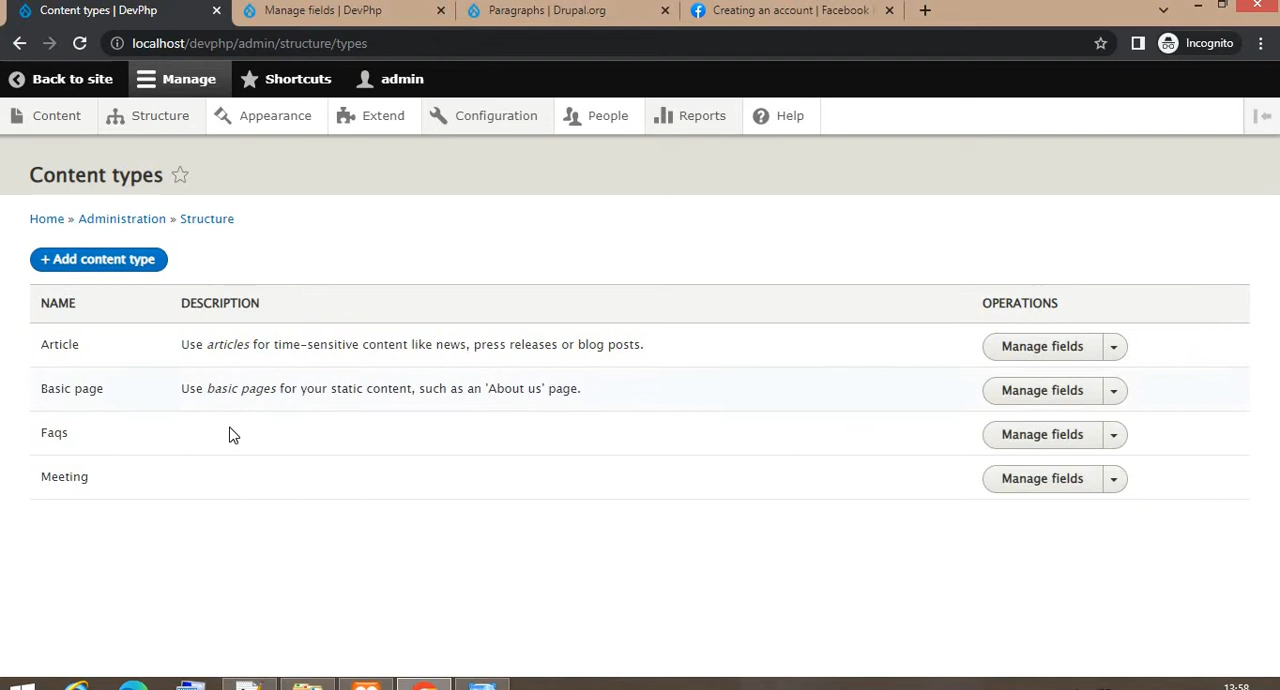 Content types | DevPhp
Manage fields | DevPhp
Paragraphs | Drupal.org
Creating an account | Facebook
localhost/devphp/admin/structure/types
Incognito
Back to site
Manage
Shortcuts
admin
Content
Structure
Appearance
Extend
Configuration
People
Reports
Help
Content types
Home » Administration » Structure
+ Add content type
NAME DESCRIPTION OPERATIONS
Article Use articles for time-sensitive content like news, press releases or blog posts. Manage fields
Basic page Use basic pages for your static content, such as an 'About us' page. Manage fields
Faqs Manage fields
Meeting Manage fields
13:58